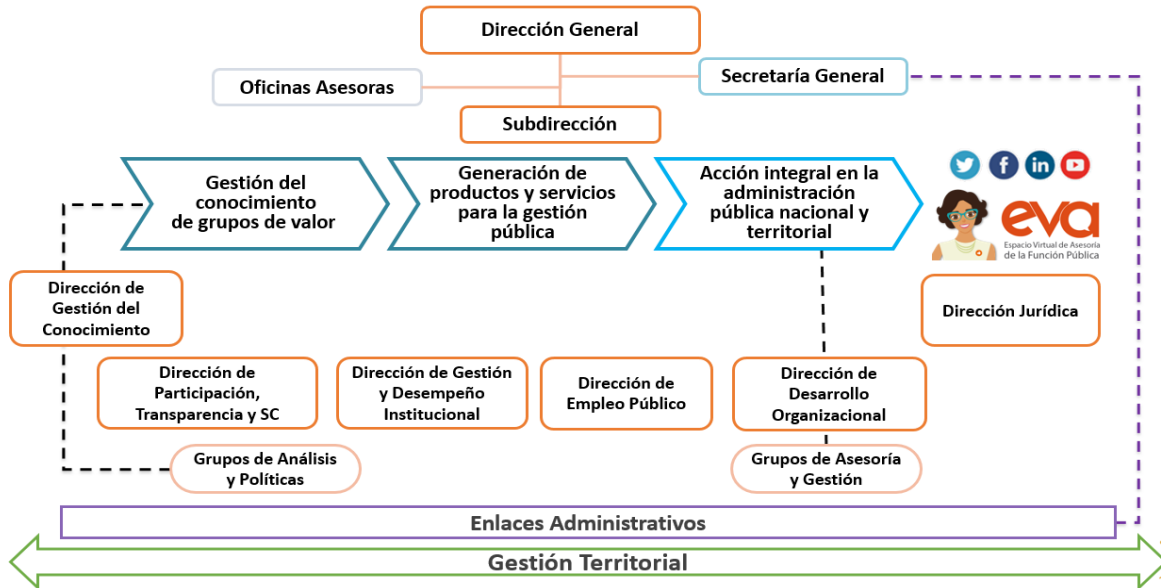 Dirección General
Oficinas Asesoras
Secretaría General
Subdirección
Gestión del
conocimiento
de grupos de valor
Generación de
productos y servicios
para la gestión
pública
Acción integral en la
administración
pública nacional y
territorial
eva
Espacio Virtual de Asesoría
de la Función Pública
Dirección de
Gestión del
Conocimiento
Dirección Jurídica
Dirección de
Participación,
Transparencia y SC
Dirección de Gestión
y Desempeño
Institucional
Dirección de
Empleo Público
Dirección de
Desarrollo
Organizacional
Grupos de Análisis
y Políticas
Grupos de Asesoría
y Gestión
Enlaces Administrativos
Gestión Territorial